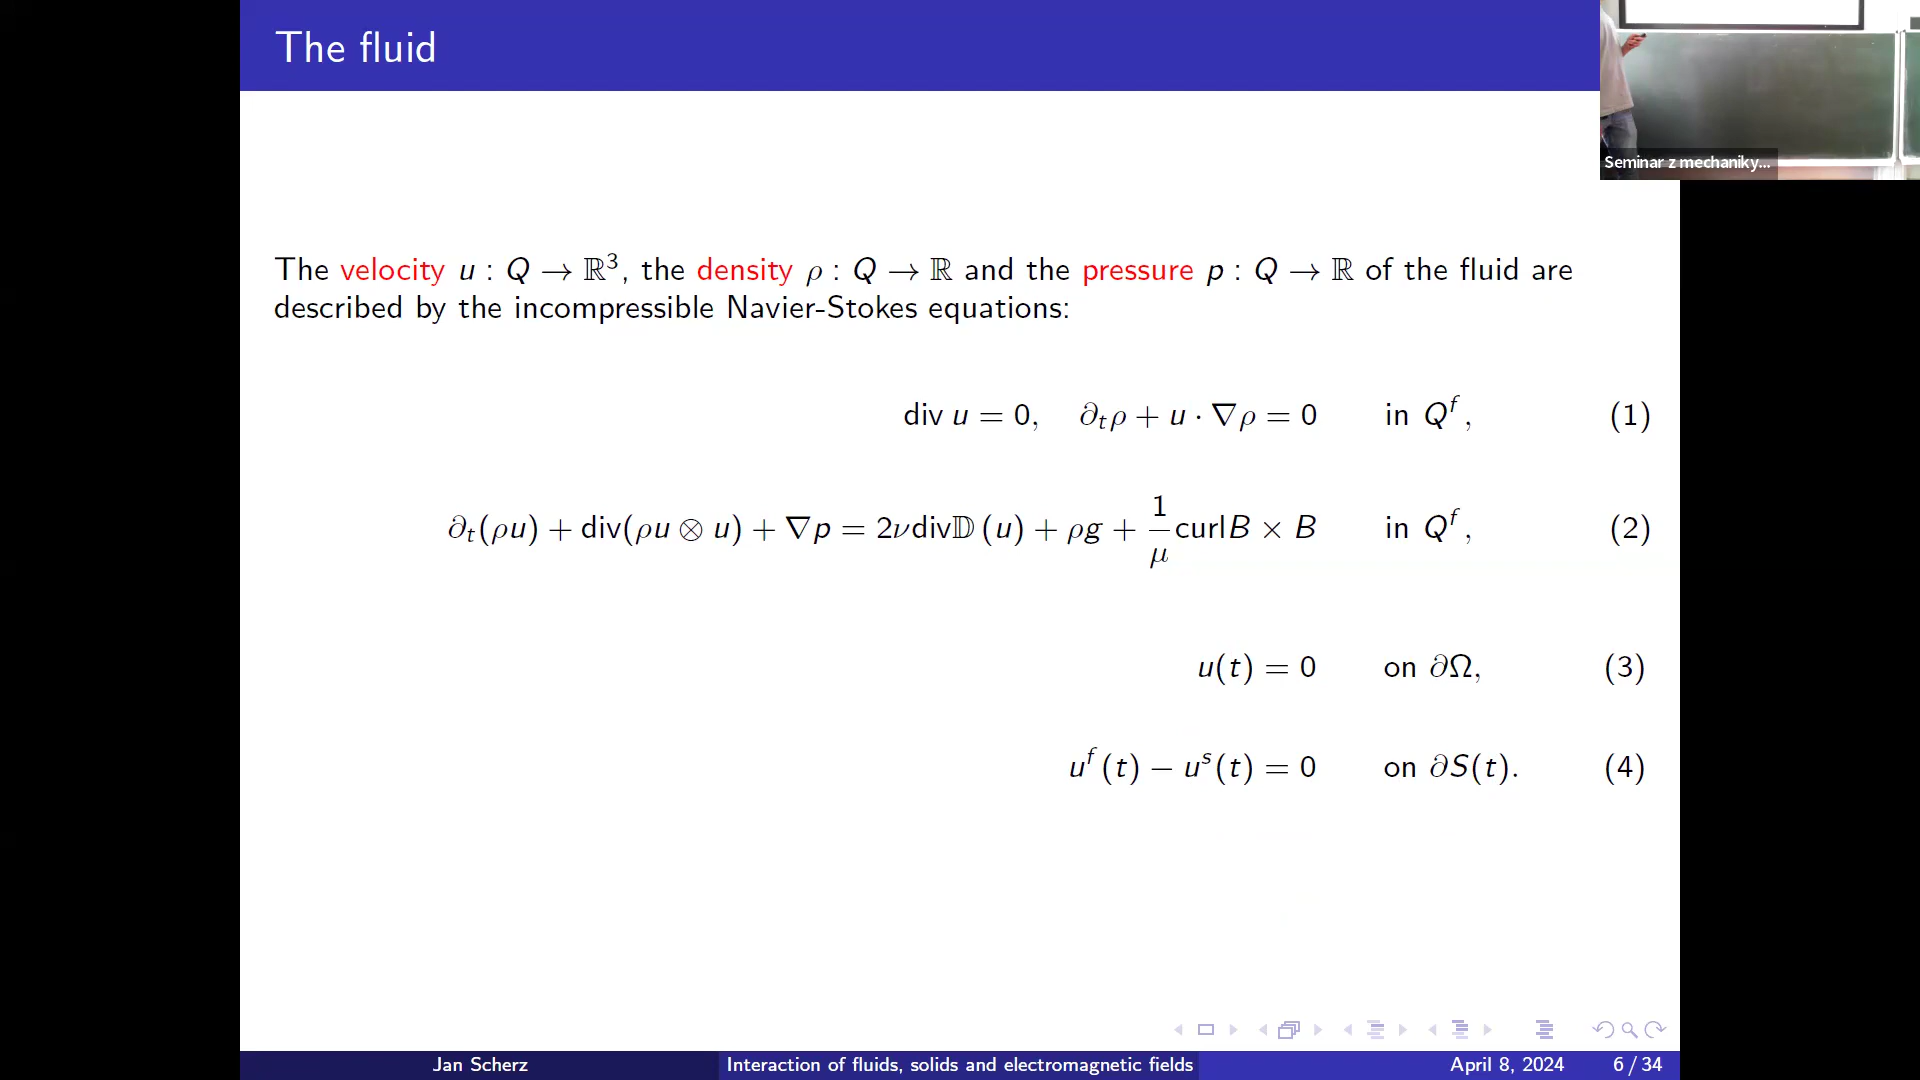 The fluid
Seminar z mechaniky...
The velocity u : Q → ℝ³, the density ρ : Q → ℝ and the pressure p : Q → ℝ of the fluid are
described by the incompressible Navier-Stokes equations:
div u = 0, ∂ₜρ + u · ∇ρ = 0 in Qᶠ, (1)
∂ₜ(ρu) + div(ρu ⊗ u) + ∇p = 2νdiv𝔻 (u) + ρg + 1/μ curlB × B in Qᶠ, (2)
u(t) = 0 on ∂Ω, (3)
uᶠ(t) − uˢ(t) = 0 on ∂S(t). (4)
Jan Scherz Interaction of fluids, solids and electromagnetic fields April 8, 2024 6 / 34